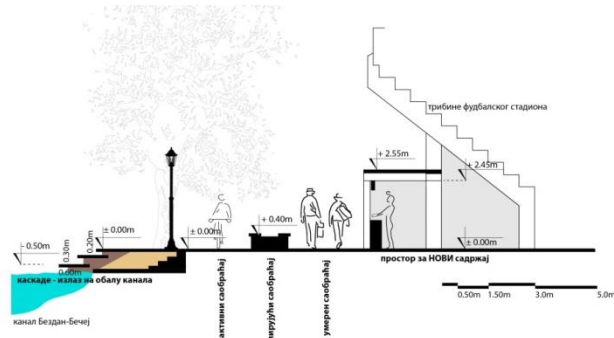 трибине фудбалског стадиона
+ 2.55m
+ 2.45m
+ 0.40m
± 0.00m
± 0.00m
± 0.00m
- 0.50m
0.20m
0.30m
0.60m
простор за НОВИ садржај
каскаде - излаз на обалу канала
активни саобраћај
мирујући саобраћај
умерен саобраћај
канал Бездан-Бечеј
0.50m 1.50m 3.0m 5.0m